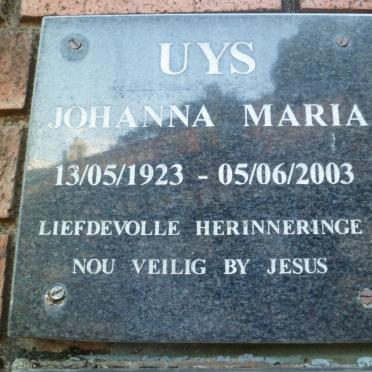 UYS
JOHANNA MARIA
13/05/1923 - 05/06/2003
LIEFDEVOLLE HERINNERINGE
NOU VEILIG BY JESUS